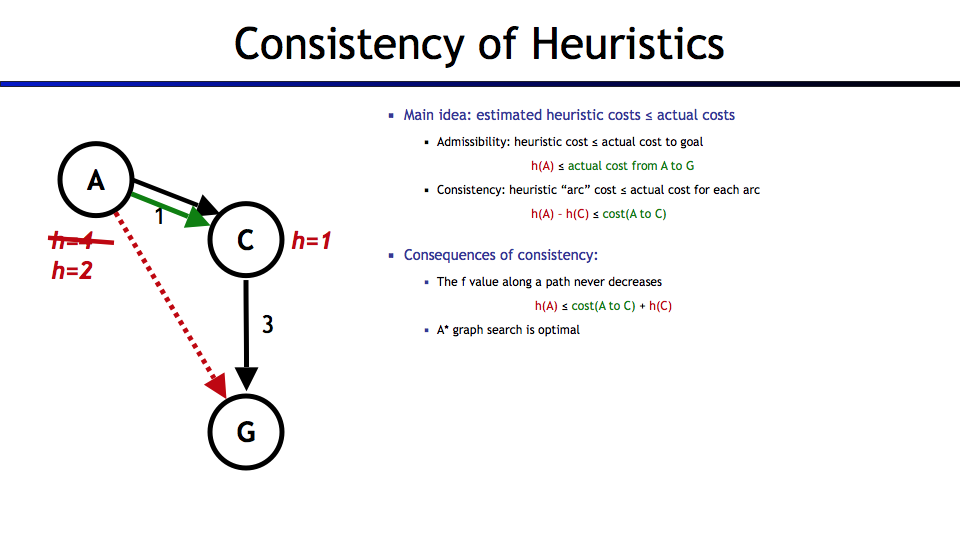 Consistency of Heuristics
▪ Main idea: estimated heuristic costs ≤ actual costs
▪ Admissibility: heuristic cost ≤ actual cost to goal
h(A) ≤ actual cost from A to G
▪ Consistency: heuristic “arc” cost ≤ actual cost for each arc
h(A) – h(C) ≤ cost(A to C)
▪ Consequences of consistency:
▪ The f value along a path never decreases
h(A) ≤ cost(A to C) + h(C)
▪ A* graph search is optimal
A
1
h=4
h=2
C
h=1
3
G